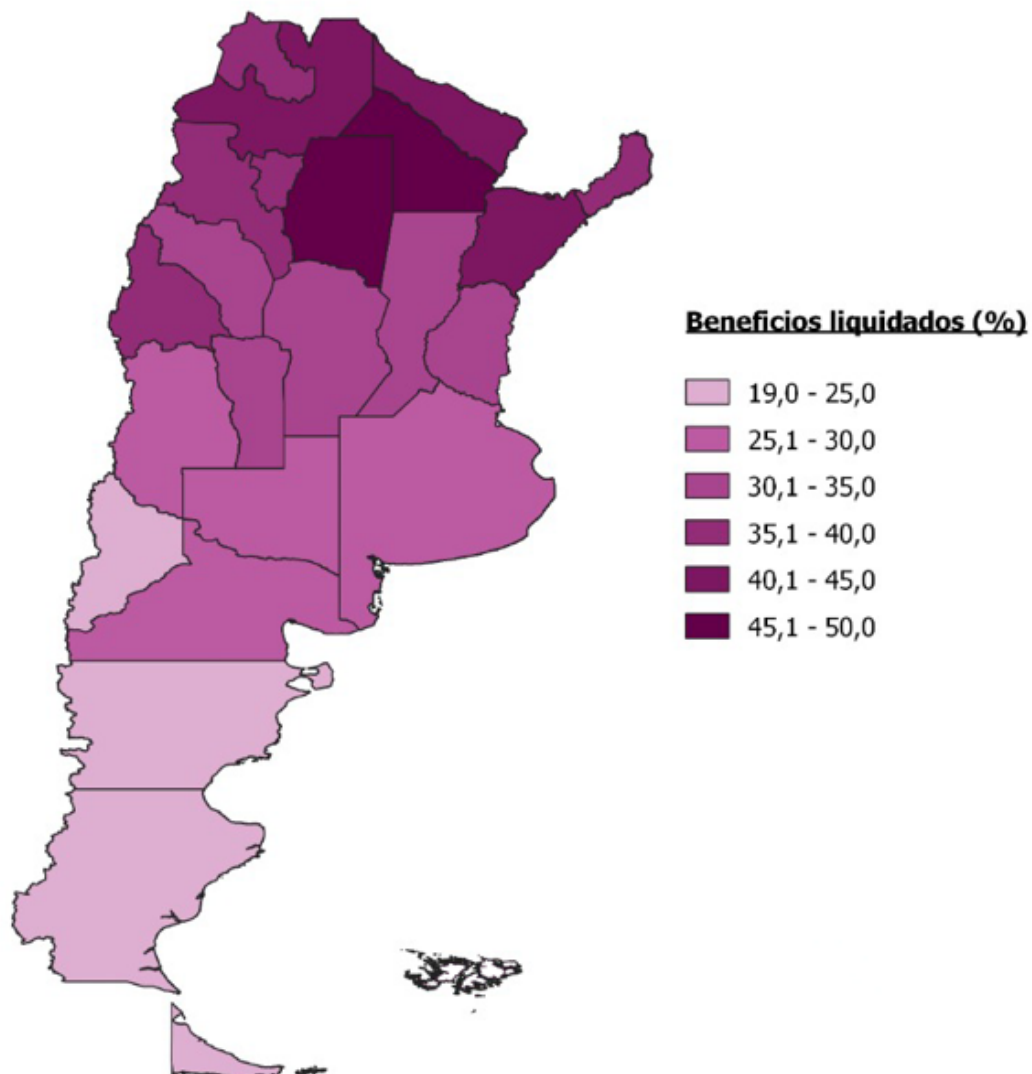 Beneficios liquidados (%)
19,0 - 25,0
25,1 - 30,0
30,1 - 35,0
35,1 - 40,0
40,1 - 45,0
45,1 - 50,0